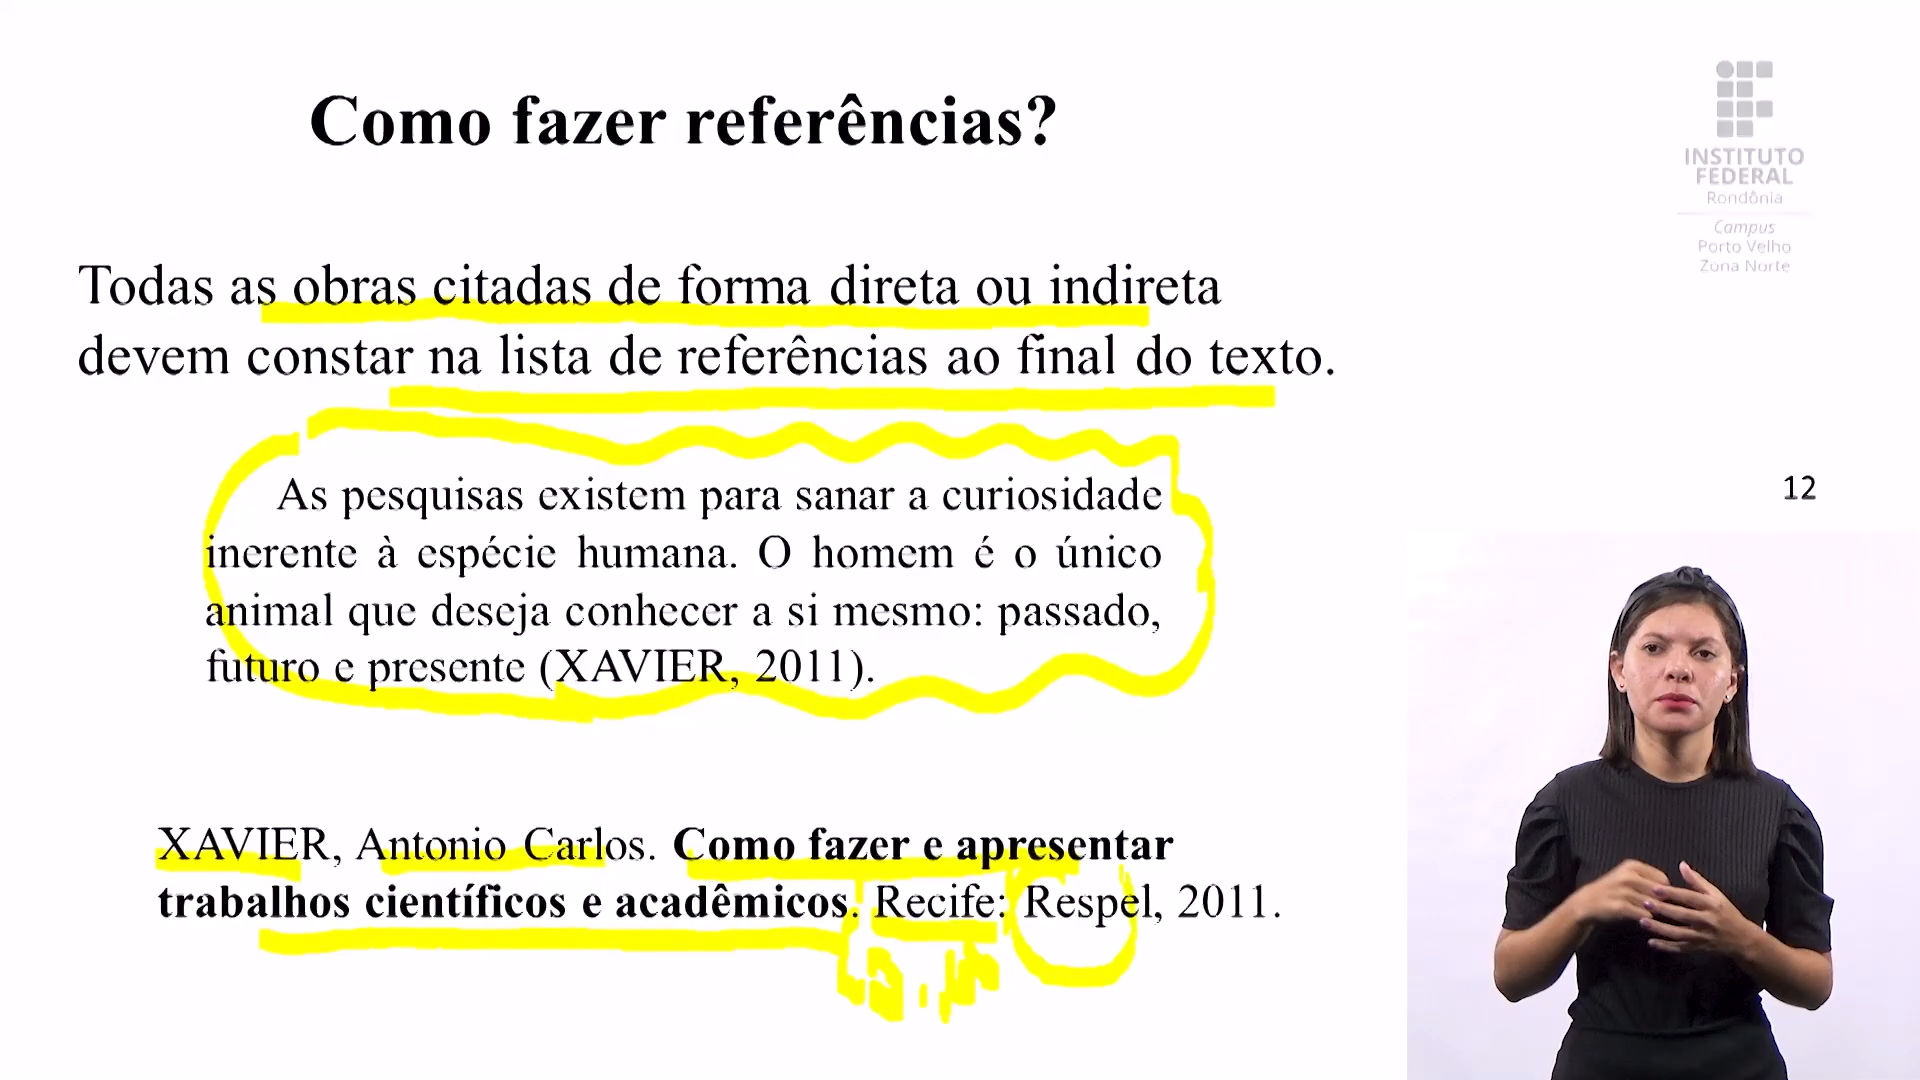 Como fazer referências?
INSTITUTO
FEDERAL
Rondônia
Campus
Porto Velho
Zona Norte
Todas as obras citadas de forma direta ou indireta
devem constar na lista de referências ao final do texto.
As pesquisas existem para sanar a curiosidade
inerente à espécie humana. O homem é o único
animal que deseja conhecer a si mesmo: passado,
futuro e presente (XAVIER, 2011).
12
XAVIER, Antonio Carlos. Como fazer e apresentar
trabalhos científicos e acadêmicos. Recife: Respel, 2011.